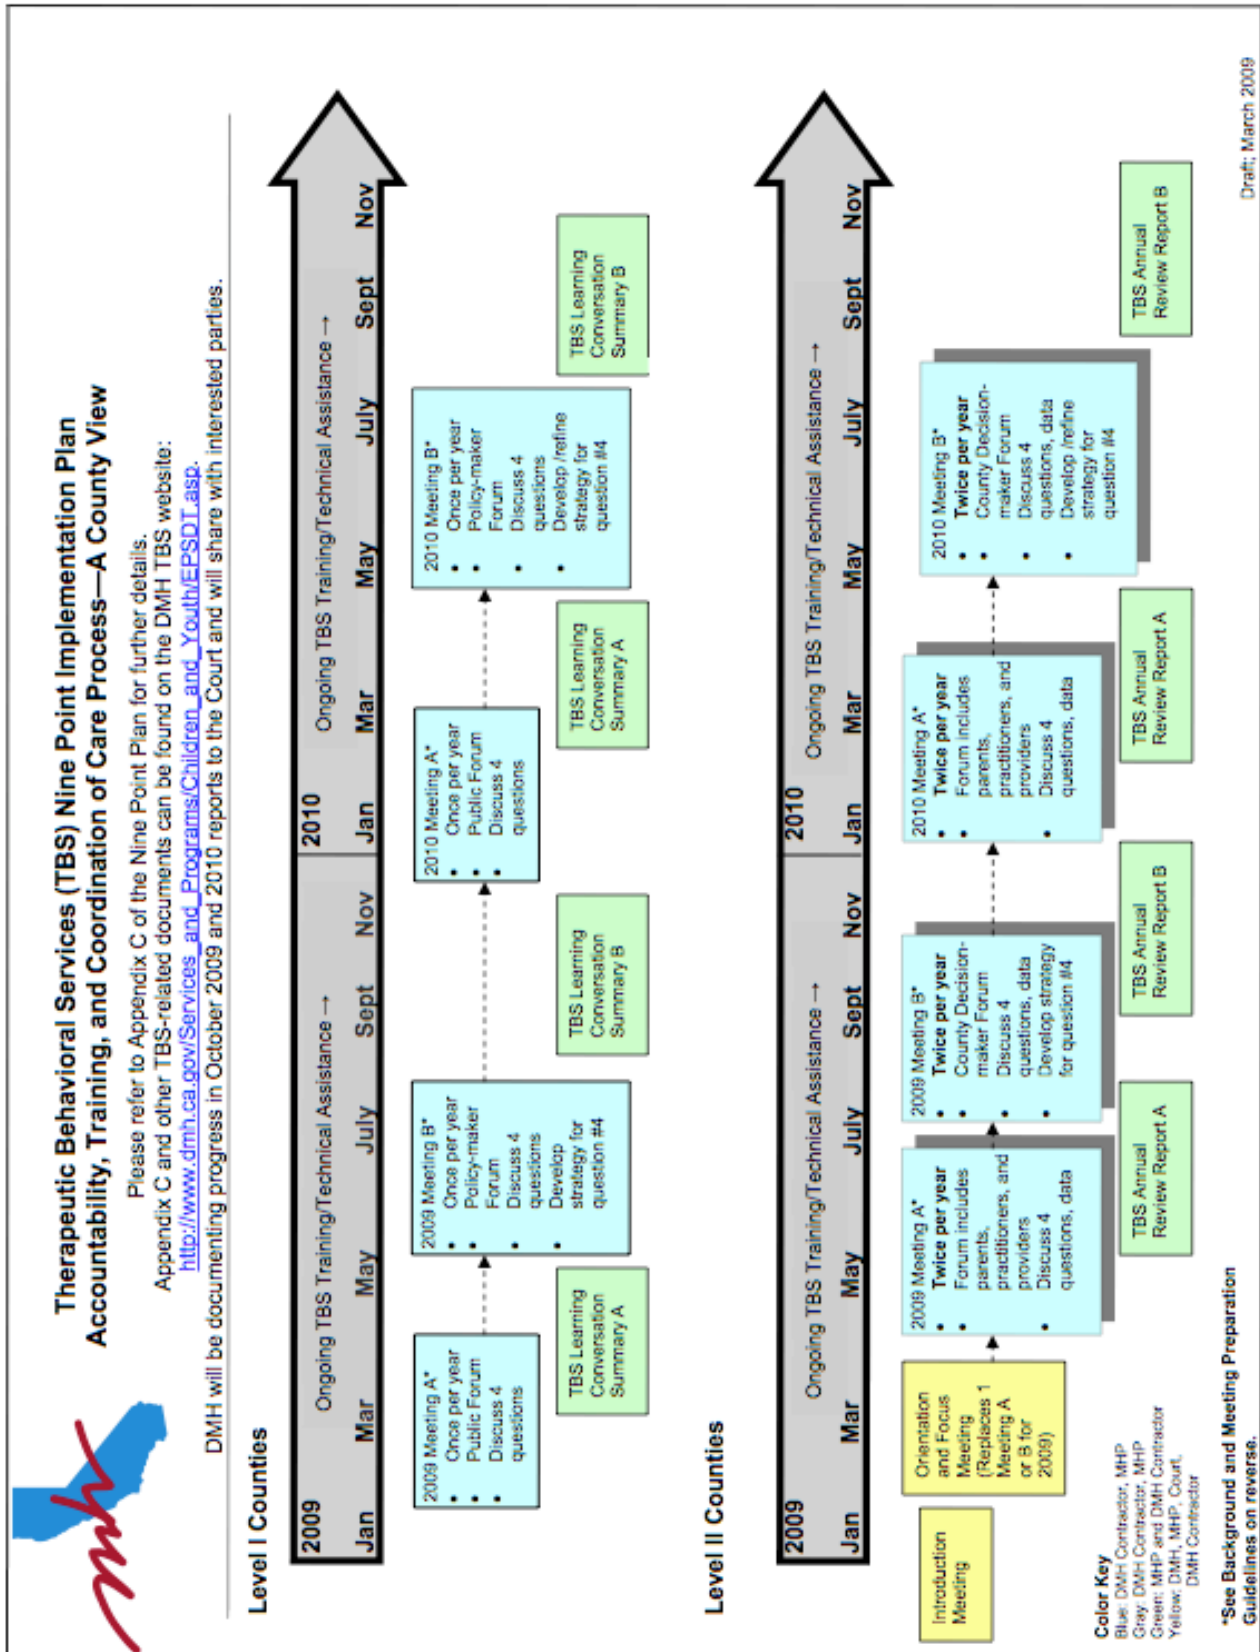 Therapeutic Behavioral Services (TBS) Nine Point Implementation Plan
Accountability, Training, and Coordination of Care Process—A County View
Please refer to Appendix C of the Nine Point Plan for further details.
Appendix C and other TBS-related documents can be found on the DMH TBS website:
http://www.dmh.ca.gov/Services_and_Programs/Children_and_Youth/EPSDT.asp.
DMH will be documenting progress in October 2009 and 2010 reports to the Court and will share with interested parties.
Level I Counties
2009
Ongoing TBS Training/Technical Assistance →
Jan Mar May July Sept Nov
2010
Ongoing TBS Training/Technical Assistance →
Jan Mar May July Sept Nov
2009 Meeting A*
• Once per year
• Public Forum
• Discuss 4
questions
2009 Meeting B*
• Once per year
• Policy-maker
Forum
• Discuss 4
questions
• Develop
strategy for
question #4
2010 Meeting A*
• Once per year
• Public Forum
• Discuss 4
questions
2010 Meeting B*
• Once per year
• Policy-maker
Forum
• Discuss 4
questions
• Develop /refine
strategy for
question #4
TBS Learning
Conversation
Summary A
TBS Learning
Conversation
Summary B
TBS Learning
Conversation
Summary A
TBS Learning
Conversation
Summary B
Level II Counties
2009
Ongoing TBS Training/Technical Assistance →
Jan Mar May July Sept Nov
2010
Ongoing TBS Training/Technical Assistance →
Jan Mar May July Sept Nov
Introduction
Meeting
Orientation
and Focus
Meeting
(Replaces 1
Meeting A
or B for
2009)
2009 Meeting A*
• Twice per year
• Forum includes
parents,
practitioners, and
providers
• Discuss 4
questions, data
2009 Meeting B*
• Twice per year
• County Decision-
maker Forum
• Discuss 4
questions, data
• Develop strategy
for question #4
2010 Meeting A*
• Twice per year
• Forum includes
parents,
practitioners, and
providers
• Discuss 4
questions, data
2010 Meeting B*
• Twice per year
• County Decision-
maker Forum
• Discuss 4
questions, data
• Develop /refine
strategy for
question #4
TBS Annual
Review Report A
TBS Annual
Review Report B
TBS Annual
Review Report A
TBS Annual
Review Report B
Color Key
Blue: DMH Contractor, MHP
Gray: DMH Contractor, MHP
Green: MHP and DMH Contractor
Yellow: DMH, MHP, Court,
DMH Contractor
*See Background and Meeting Preparation
Guidelines on reverse.
Draft; March 2009